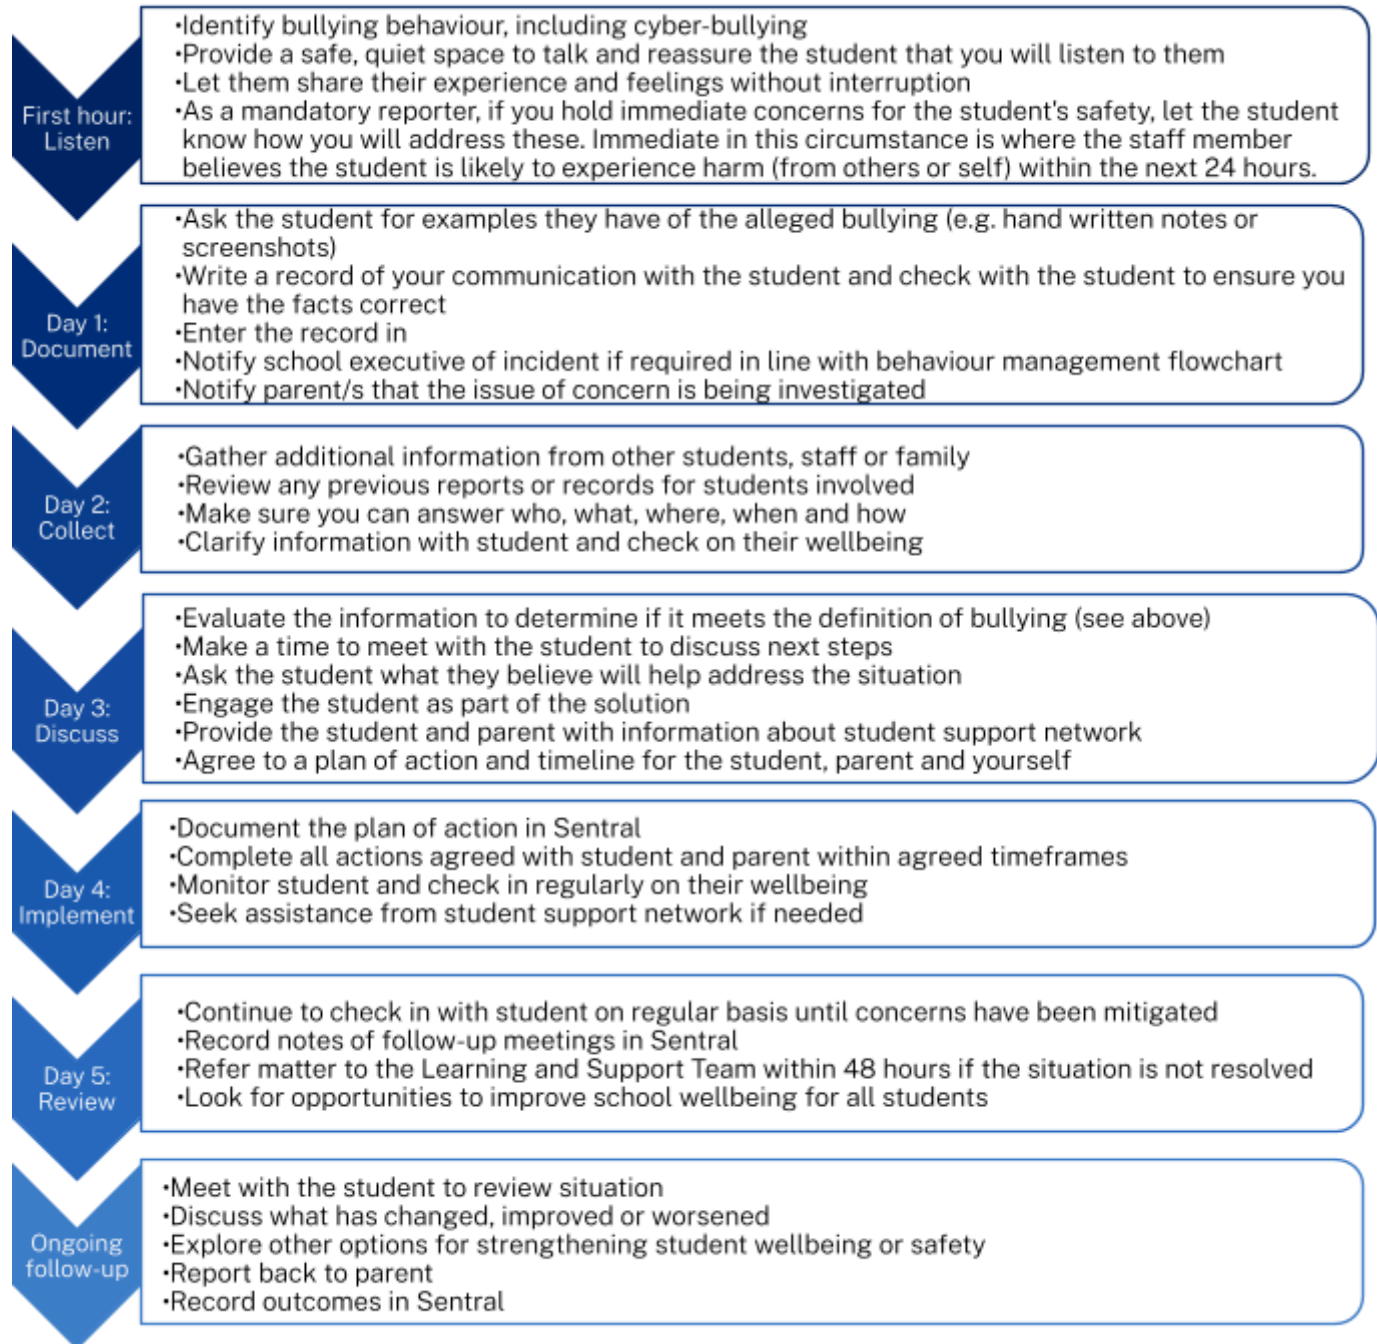 First hour:
Listen
•Identify bullying behaviour, including cyber-bullying
•Provide a safe, quiet space to talk and reassure the student that you will listen to them
•Let them share their experience and feelings without interruption
•As a mandatory reporter, if you hold immediate concerns for the student's safety, let the student
know how you will address these. Immediate in this circumstance is where the staff member
believes the student is likely to experience harm (from others or self) within the next 24 hours.
Day 1:
Document
•Ask the student for examples they have of the alleged bullying (e.g. hand written notes or
screenshots)
•Write a record of your communication with the student and check with the student to ensure you
have the facts correct
•Enter the record in
•Notify school executive of incident if required in line with behaviour management flowchart
•Notify parent/s that the issue of concern is being investigated
Day 2:
Collect
•Gather additional information from other students, staff or family
•Review any previous reports or records for students involved
•Make sure you can answer who, what, where, when and how
•Clarify information with student and check on their wellbeing
Day 3:
Discuss
•Evaluate the information to determine if it meets the definition of bullying (see above)
•Make a time to meet with the student to discuss next steps
•Ask the student what they believe will help address the situation
•Engage the student as part of the solution
•Provide the student and parent with information about student support network
•Agree to a plan of action and timeline for the student, parent and yourself
Day 4:
Implement
•Document the plan of action in Sentral
•Complete all actions agreed with student and parent within agreed timeframes
•Monitor student and check in regularly on their wellbeing
•Seek assistance from student support network if needed
Day 5:
Review
•Continue to check in with student on regular basis until concerns have been mitigated
•Record notes of follow-up meetings in Sentral
•Refer matter to the Learning and Support Team within 48 hours if the situation is not resolved
•Look for opportunities to improve school wellbeing for all students
Ongoing
follow-up
•Meet with the student to review situation
•Discuss what has changed, improved or worsened
•Explore other options for strengthening student wellbeing or safety
•Report back to parent
•Record outcomes in Sentral